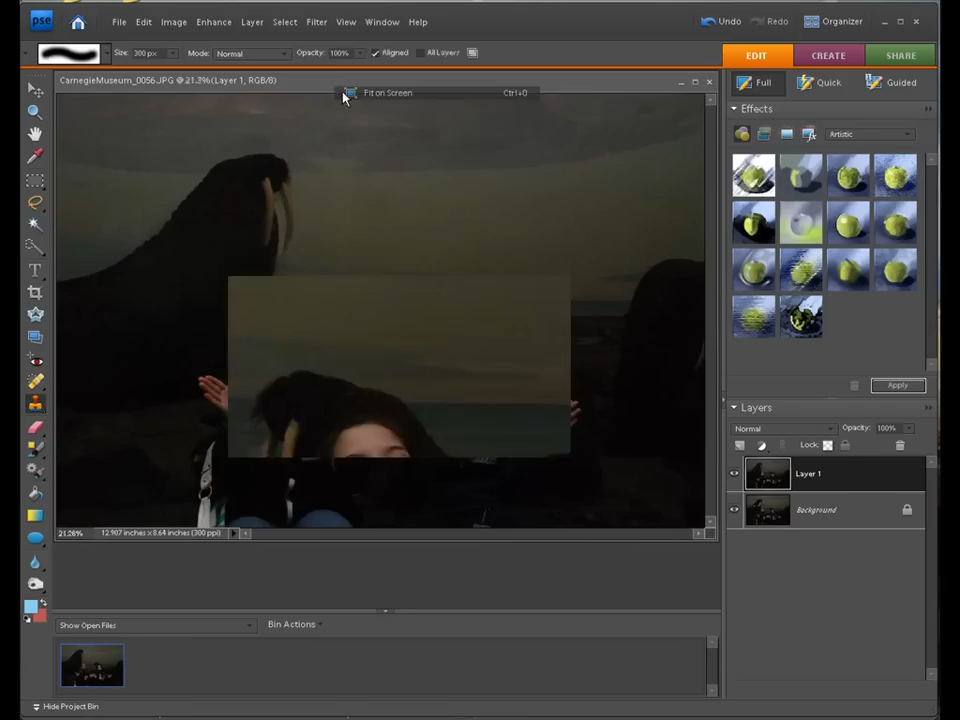 pse File Edit Image Enhance Layer Select Filter View Window Help Undo Redo Organizer
Size: 300 px Mode: Normal Opacity: 100% Aligned All Layers
EDIT CREATE SHARE
CarnegieMuseum_0056.JPG @ 21.3% (Layer 1, RGB/8)
Full Quick Guided
Fit on Screen Ctrl+0
Effects
Artistic
Apply
Layers
Normal Opacity: 100%
Lock:
Layer 1
Background
21.26% 12.907 inches x 8.64 inches (300 ppi)
Show Open Files Bin Actions
Hide Project Bin